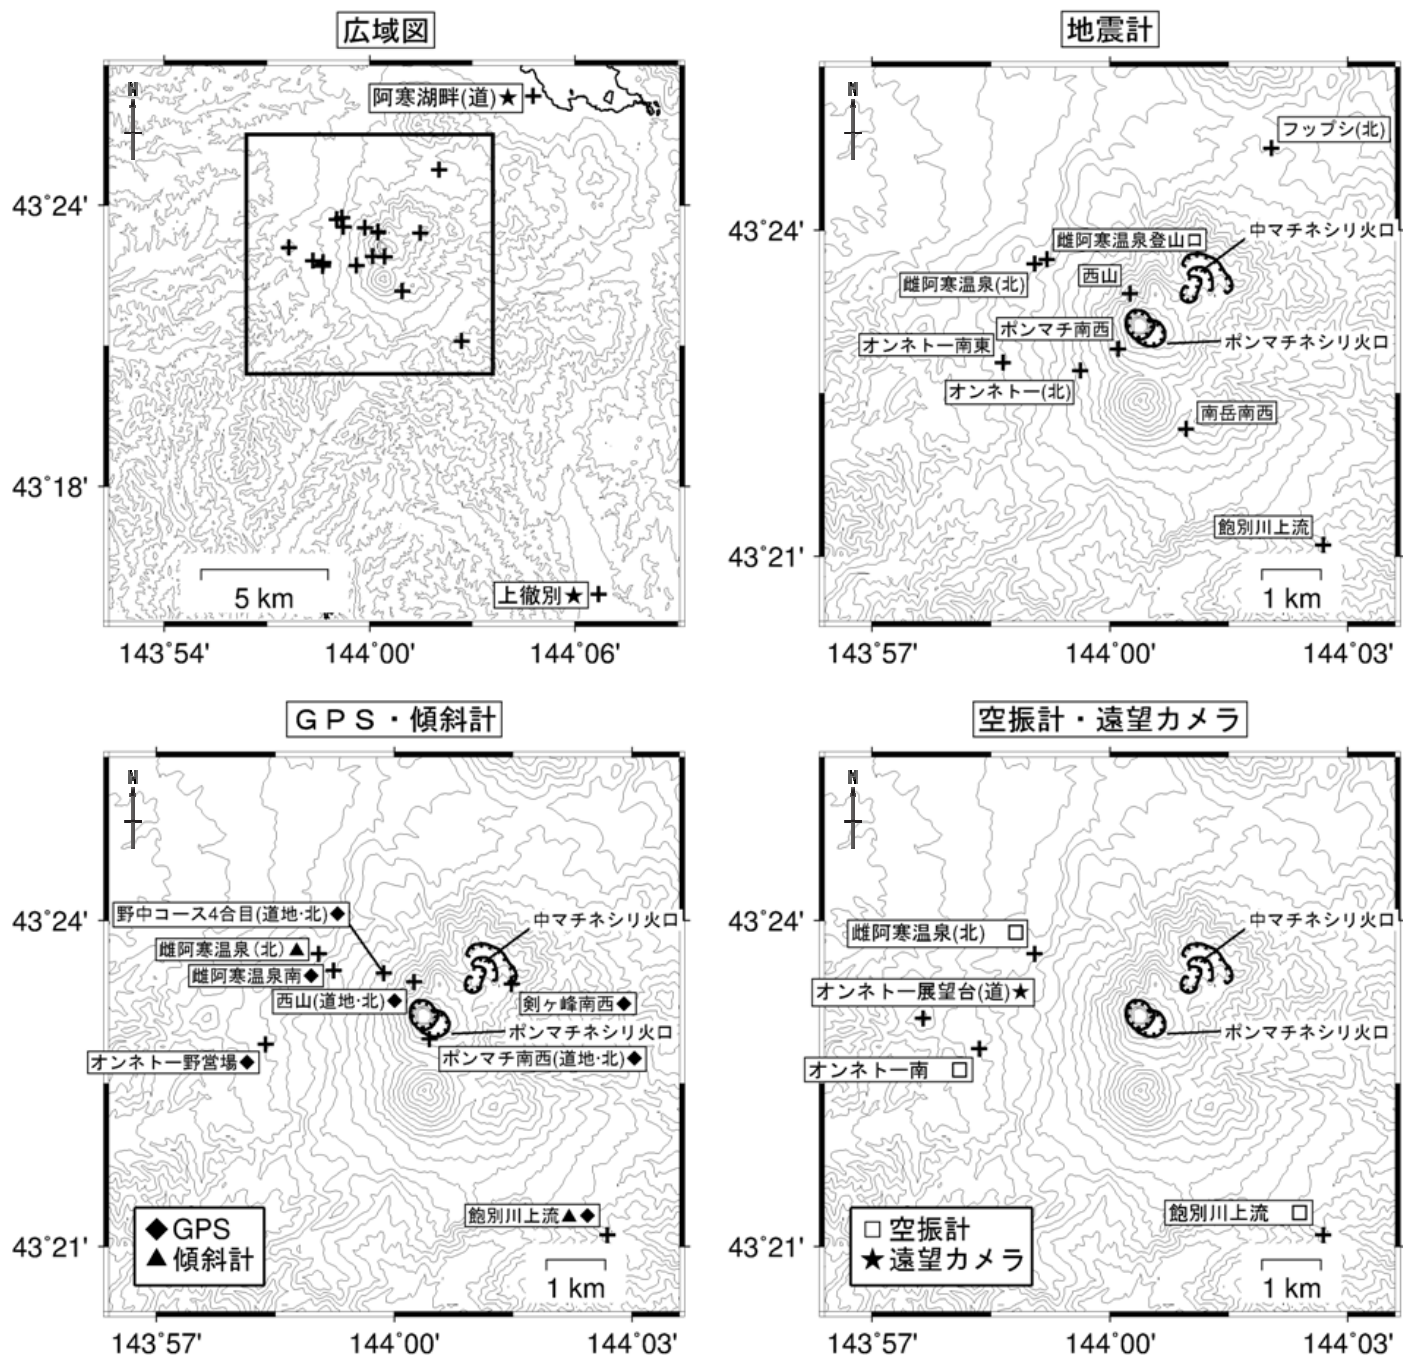 広域図
N
阿寒湖畔(道)★
43°24'
43°18'
5 km
上徹別★
143°54'
144°00'
144°06'
地震計
N
フップシ(北)
43°24'
中マチネシリ火口
雌阿寒温泉登山口
雌阿寒温泉(北)
西山
ポンマチ南西
オンネトー南東
ポンマチネシリ火口
オンネトー(北)
南岳南西
飽別川上流
43°21'
1 km
143°57'
144°00'
144°03'
GPS・傾斜計
N
野中コース4合目(道地・北)◆
43°24'
中マチネシリ火口
雌阿寒温泉(北)▲
雌阿寒温泉南◆
西山(道地・北)◆
剣ヶ峰南西◆
ポンマチネシリ火口
オンネトー野営場◆
ポンマチ南西(道地・北)◆
飽別川上流▲◆
◆GPS
▲傾斜計
43°21'
1 km
143°57'
144°00'
144°03'
空振計・遠望カメラ
N
43°24'
中マチネシリ火口
雌阿寒温泉(北) □
オンネトー展望台(道)★
ポンマチネシリ火口
オンネトー南 □
飽別川上流 □
□空振計
★遠望カメラ
43°21'
1 km
143°57'
144°00'
144°03'